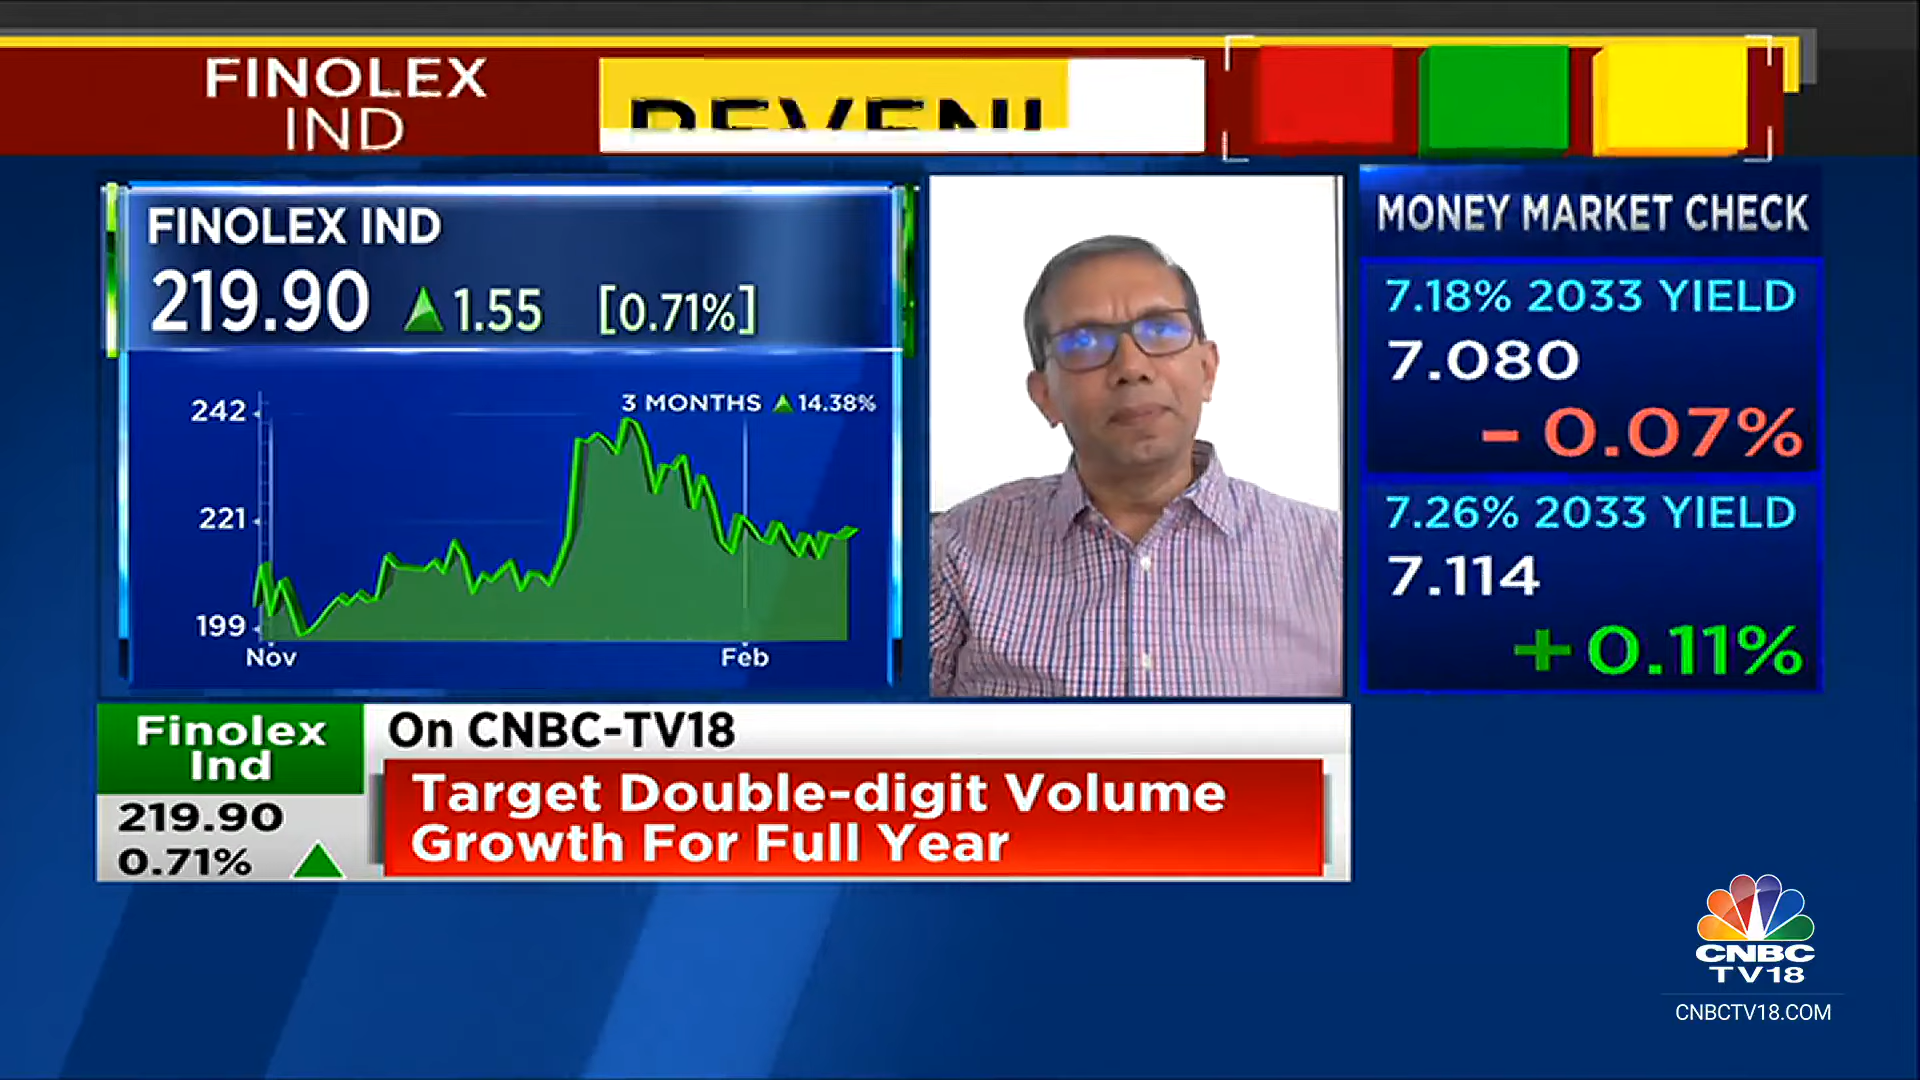 FINOLEX
IND
FINOLEX IND
219.90 ▲ 1.55 [0.71%]
3 MONTHS ▲ 14.38%
242
221
199
Nov Feb
MONEY MARKET CHECK
7.18% 2033 YIELD
7.080
- 0.07%
7.26% 2033 YIELD
7.114
+ 0.11%
Finolex
Ind
219.90
0.71% ▲
On CNBC-TV18
Target Double-digit Volume
Growth For Full Year
CNBC
TV18
CNBCTV18.COM